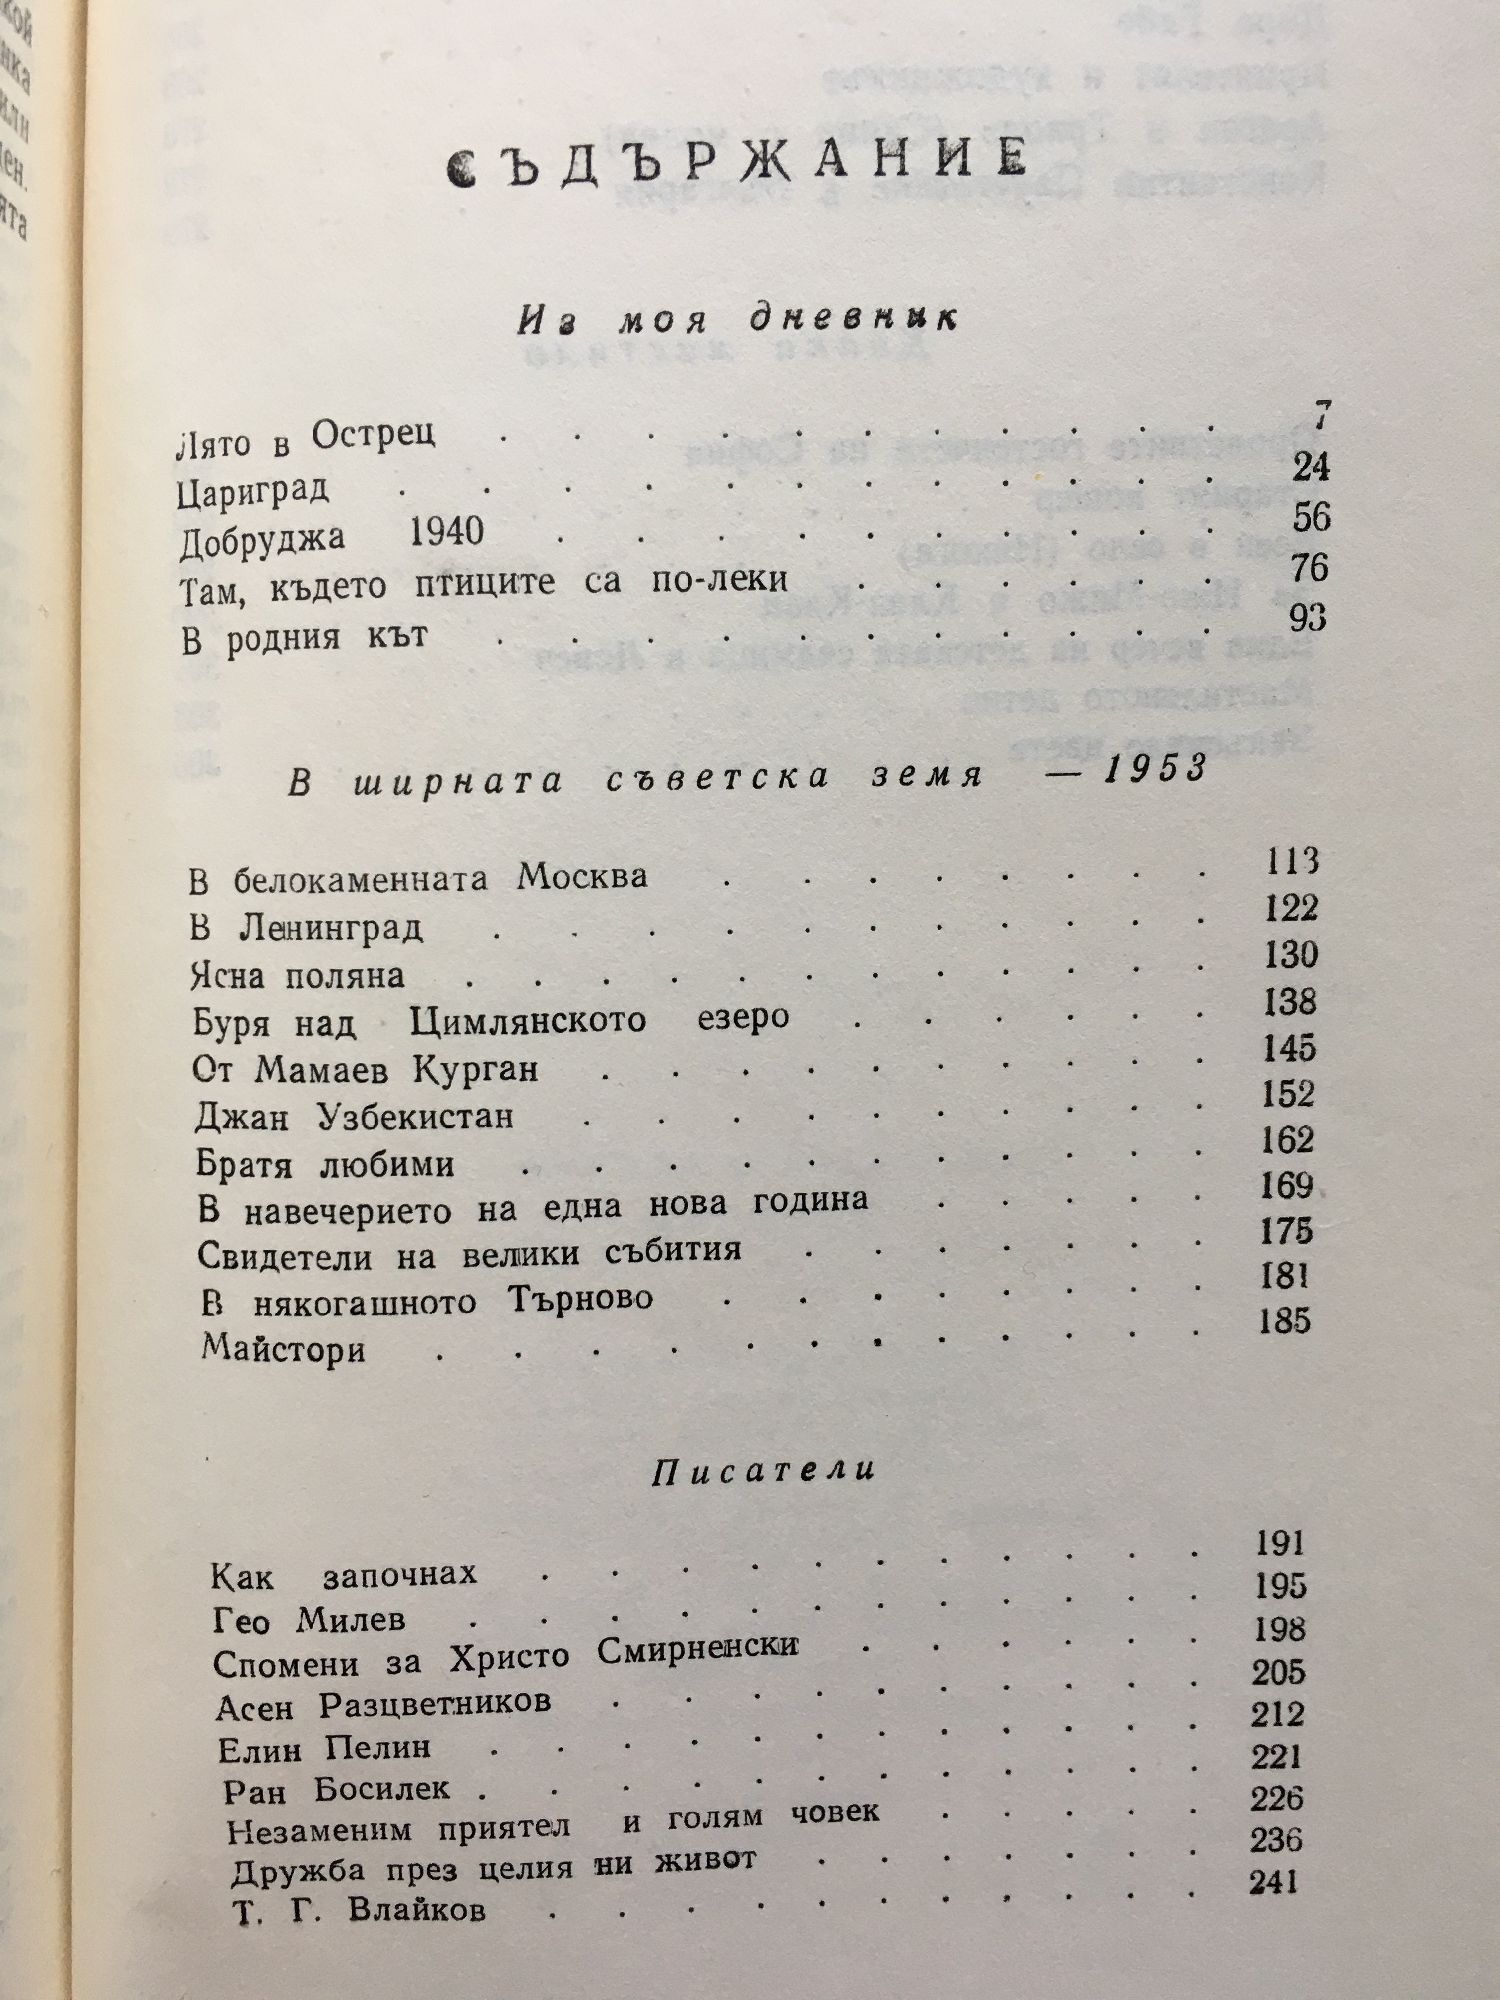 СЪДЪРЖАНИЕ
Из моя дневник
Лято в Острец . . . . . . . . . . . 7
Цариград . . . . . . . . . . . 24
Добруджа 1940 . . . . . . . . . . 56
Там, където птиците са по-леки . . . . . . 76
В родния кът . . . . . . . . . . . 93
В ширната съветска земя — 1953
В белокаменната Москва . . . . . . . . 113
В Ленинград . . . . . . . . . . 122
Ясна поляна . . . . . . . . . . . 130
Буря над Цимлянското езеро . . . . . . 138
От Мамаев Курган . . . . . . . . . 145
Джан Узбекистан . . . . . . . . . 152
Братя любими . . . . . . . . . . 162
В навечерието на една нова година . . . . . 169
Свидетели на велики събития . . . . . . 175
В някогашното Търново . . . . . . . . 181
Майстори . . . . . . . . . . . 185
Писатели
Как започнах . . . . . . . . . . 191
Гео Милев . . . . . . . . . . . 195
Спомени за Христо Смирненски . . . . . . 198
Асен Разцветников . . . . . . . . . 205
Елин Пелин . . . . . . . . . . . 212
Ран Босилек . . . . . . . . . . . 221
Незаменим приятел и голям човек . . . . . 226
Дружба през целия ни живот . . . . . . 236
Т. Г. Влайков . . . . . . . . . . 241